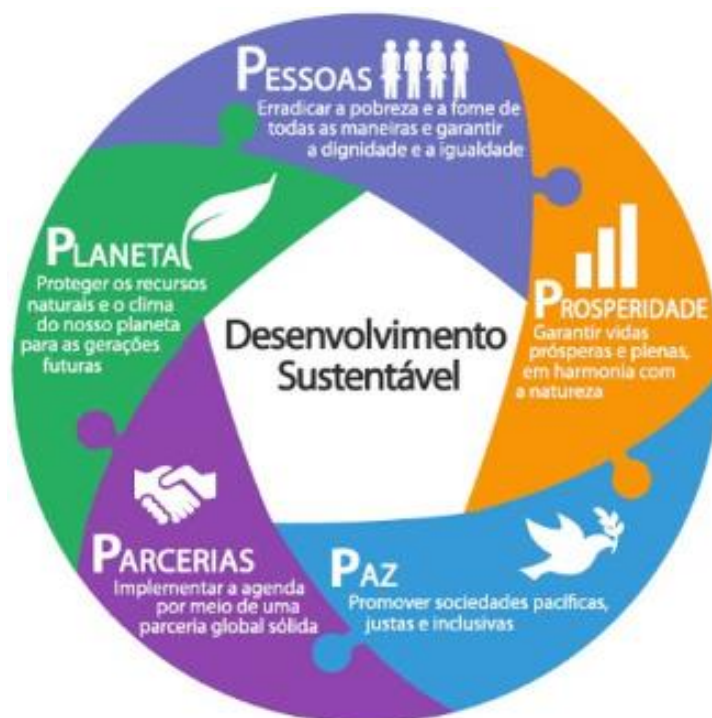 PESSOAS
Erradicar a pobreza e a fome de
todas as maneiras e garantir
a dignidade e a igualdade
PLANETA
Proteger os recursos
naturais e o clima
do nosso planeta
para as gerações
futuras
PROSPERIDADE
Garantir vidas
prósperas e plenas,
em harmonia com
a natureza
Desenvolvimento
Sustentável
PARCERIAS
Implementar a agenda
por meio de uma
parceria global sólida
PAZ
Promover sociedades pacíficas,
justas e inclusivas